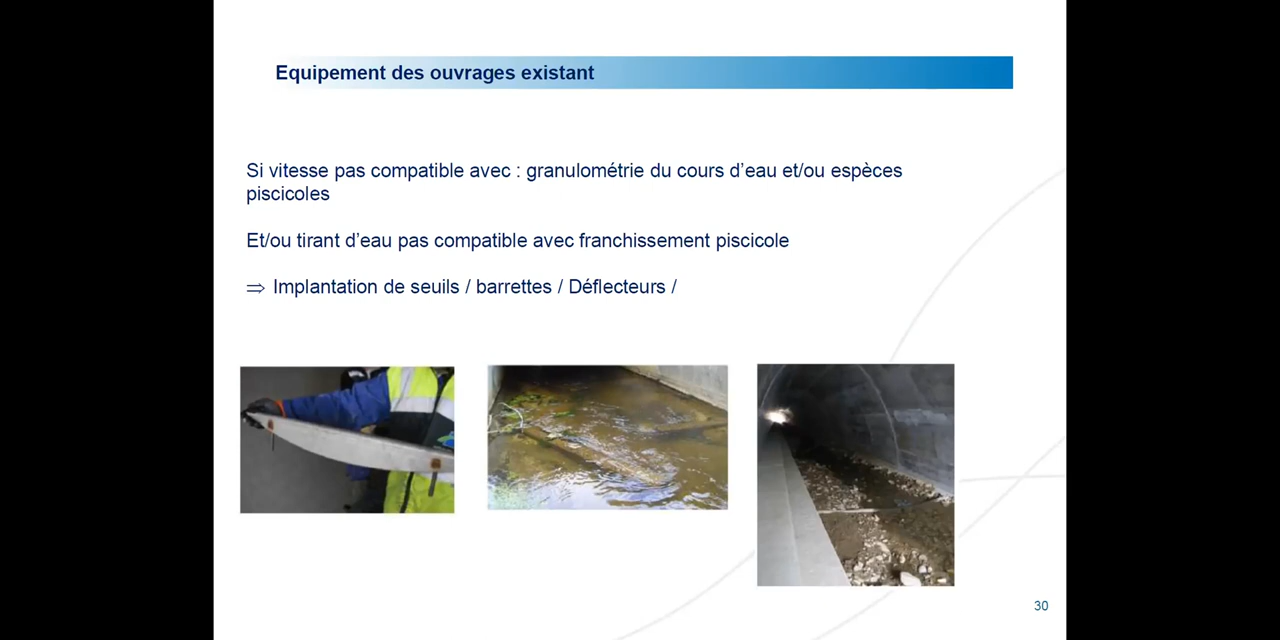 Equipement des ouvrages existant
Si vitesse pas compatible avec : granulométrie du cours d’eau et/ou espèces
piscicoles
Et/ou tirant d’eau pas compatible avec franchissement piscicole
⇒ Implantation de seuils / barrettes / Déflecteurs /
30